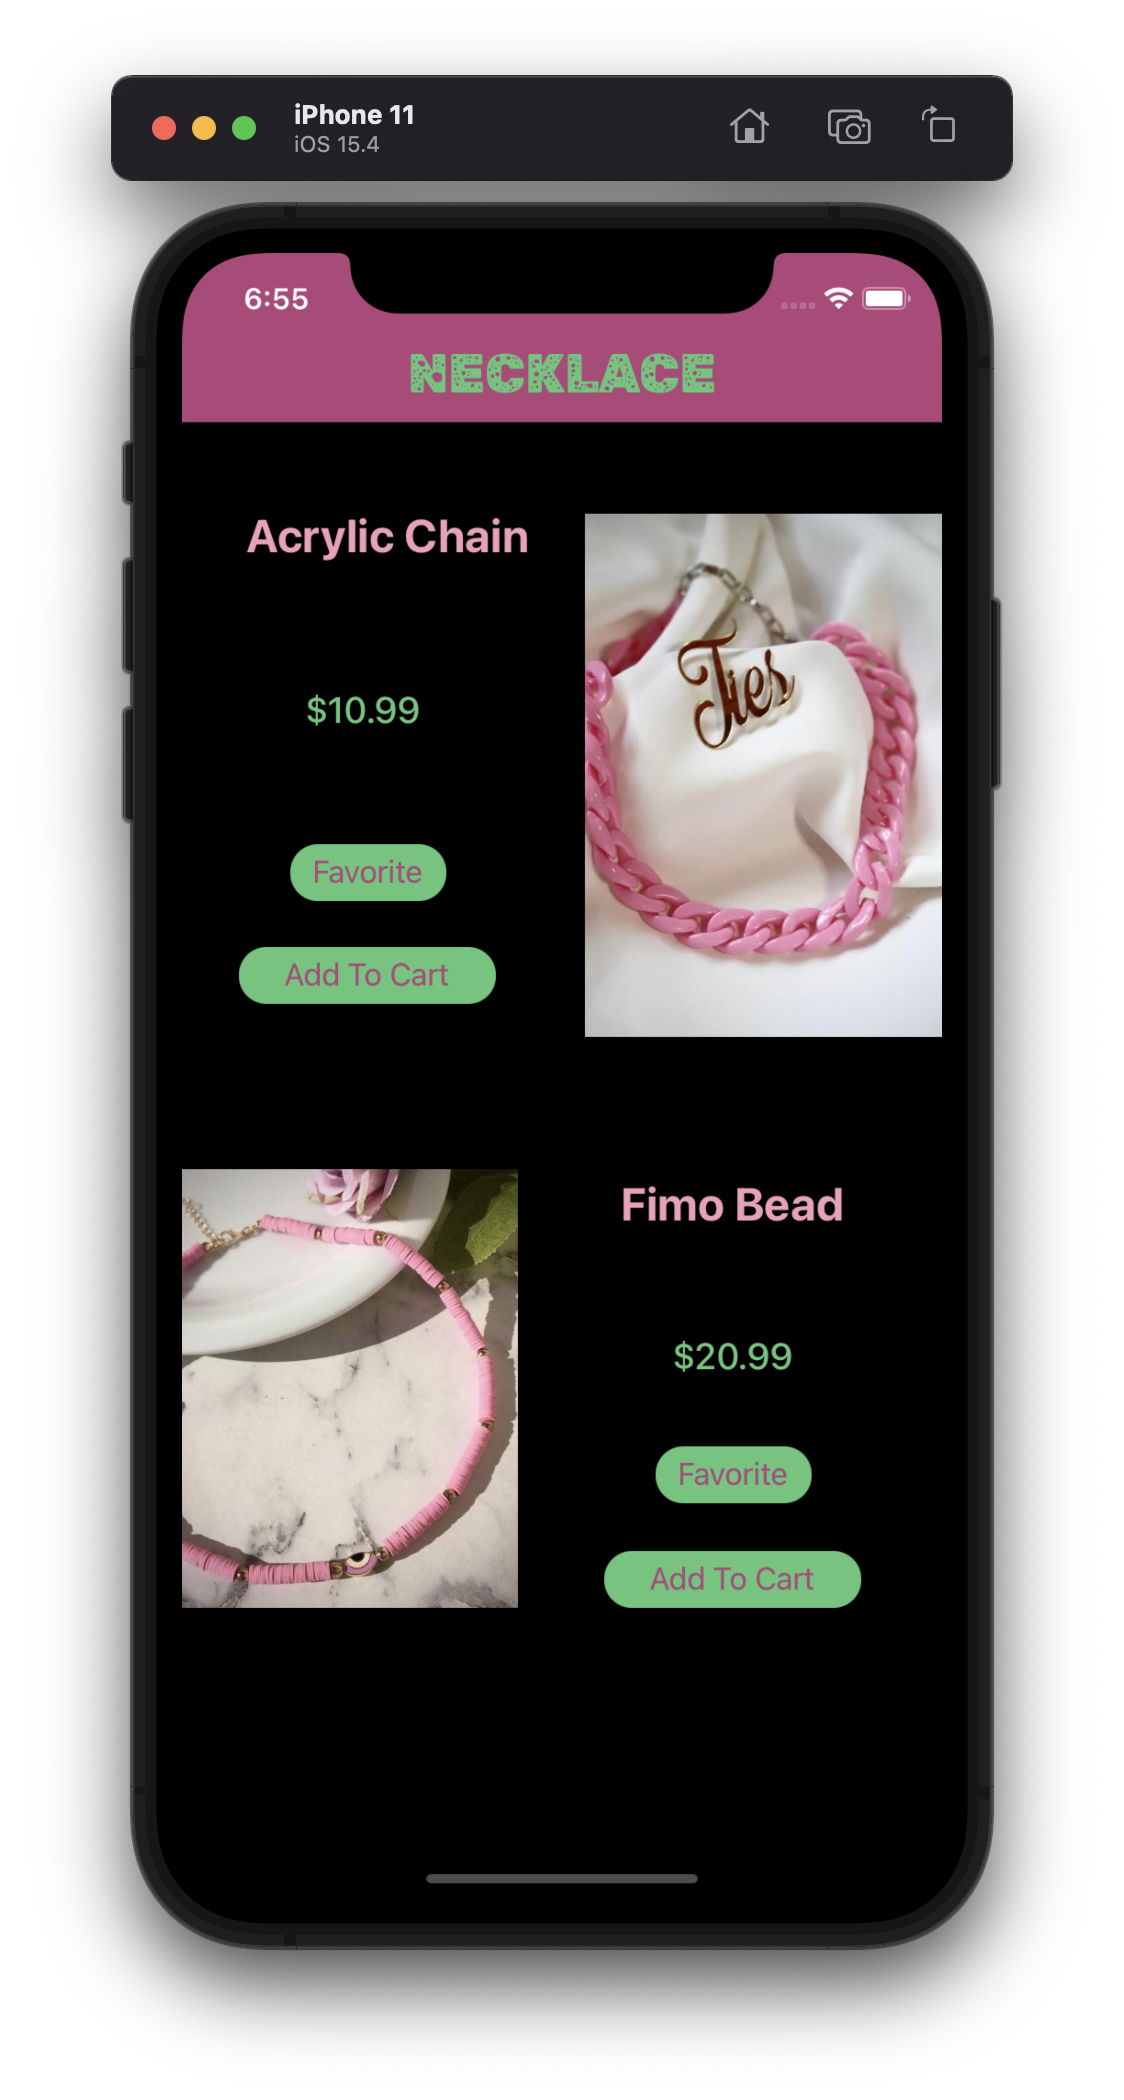 iPhone 11
iOS 15.4
6:55
NECKLACE
Acrylic Chain
$10.99
Favorite
Add To Cart
Ties
Fimo Bead
$20.99
Favorite
Add To Cart